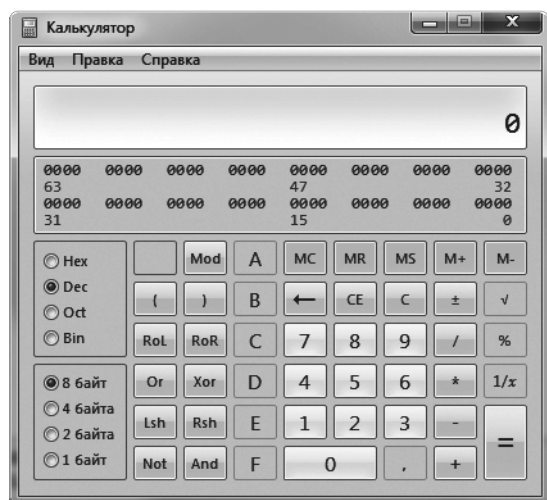 Калькулятор
Вид Правка Справка
0
0000 0000 0000 0000 0000 0000 0000 0000
63 47 32
0000 0000 0000 0000 0000 0000 0000 0000
31 15 0
Hex Mod A MC MR MS M+ M-
Dec ( ) B ← CE C ± √
Oct
Bin RoL RoR C 7 8 9 / %
8 байт Or Xor D 4 5 6 * 1/x
4 байта
2 байта Lsh Rsh E 1 2 3 - =
1 байт Not And F 0 , +